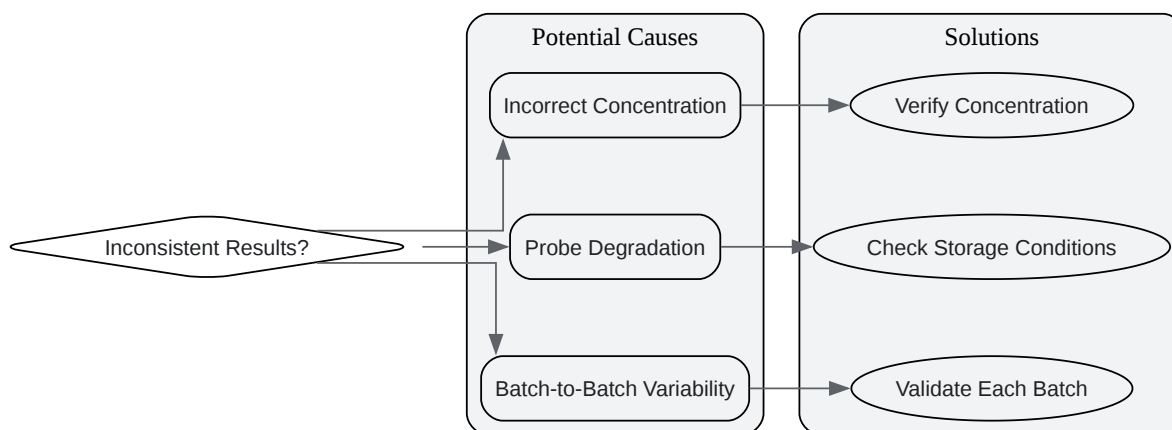 Potential Causes
Solutions
Incorrect Concentration
Verify Concentration
Inconsistent Results?
Probe Degradation
Check Storage Conditions
Batch-to-Batch Variability
Validate Each Batch